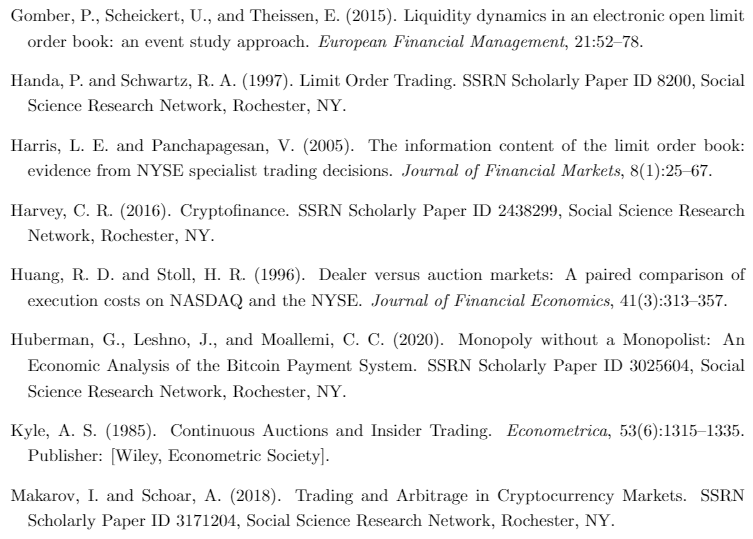 Gomber, P., Scheickert, U., and Theissen, E. (2015). Liquidity dynamics in an electronic open limit
order book: an event study approach. European Financial Management, 21:52–78.
Handa, P. and Schwartz, R. A. (1997). Limit Order Trading. SSRN Scholarly Paper ID 8200, Social
Science Research Network, Rochester, NY.
Harris, L. E. and Panchapagesan, V. (2005). The information content of the limit order book:
evidence from NYSE specialist trading decisions. Journal of Financial Markets, 8(1):25–67.
Harvey, C. R. (2016). Cryptofinance. SSRN Scholarly Paper ID 2438299, Social Science Research
Network, Rochester, NY.
Huang, R. D. and Stoll, H. R. (1996). Dealer versus auction markets: A paired comparison of
execution costs on NASDAQ and the NYSE. Journal of Financial Economics, 41(3):313–357.
Huberman, G., Leshno, J., and Moallemi, C. C. (2020). Monopoly without a Monopolist: An
Economic Analysis of the Bitcoin Payment System. SSRN Scholarly Paper ID 3025604, Social
Science Research Network, Rochester, NY.
Kyle, A. S. (1985). Continuous Auctions and Insider Trading. Econometrica, 53(6):1315–1335.
Publisher: [Wiley, Econometric Society].
Makarov, I. and Schoar, A. (2018). Trading and Arbitrage in Cryptocurrency Markets. SSRN
Scholarly Paper ID 3171204, Social Science Research Network, Rochester, NY.